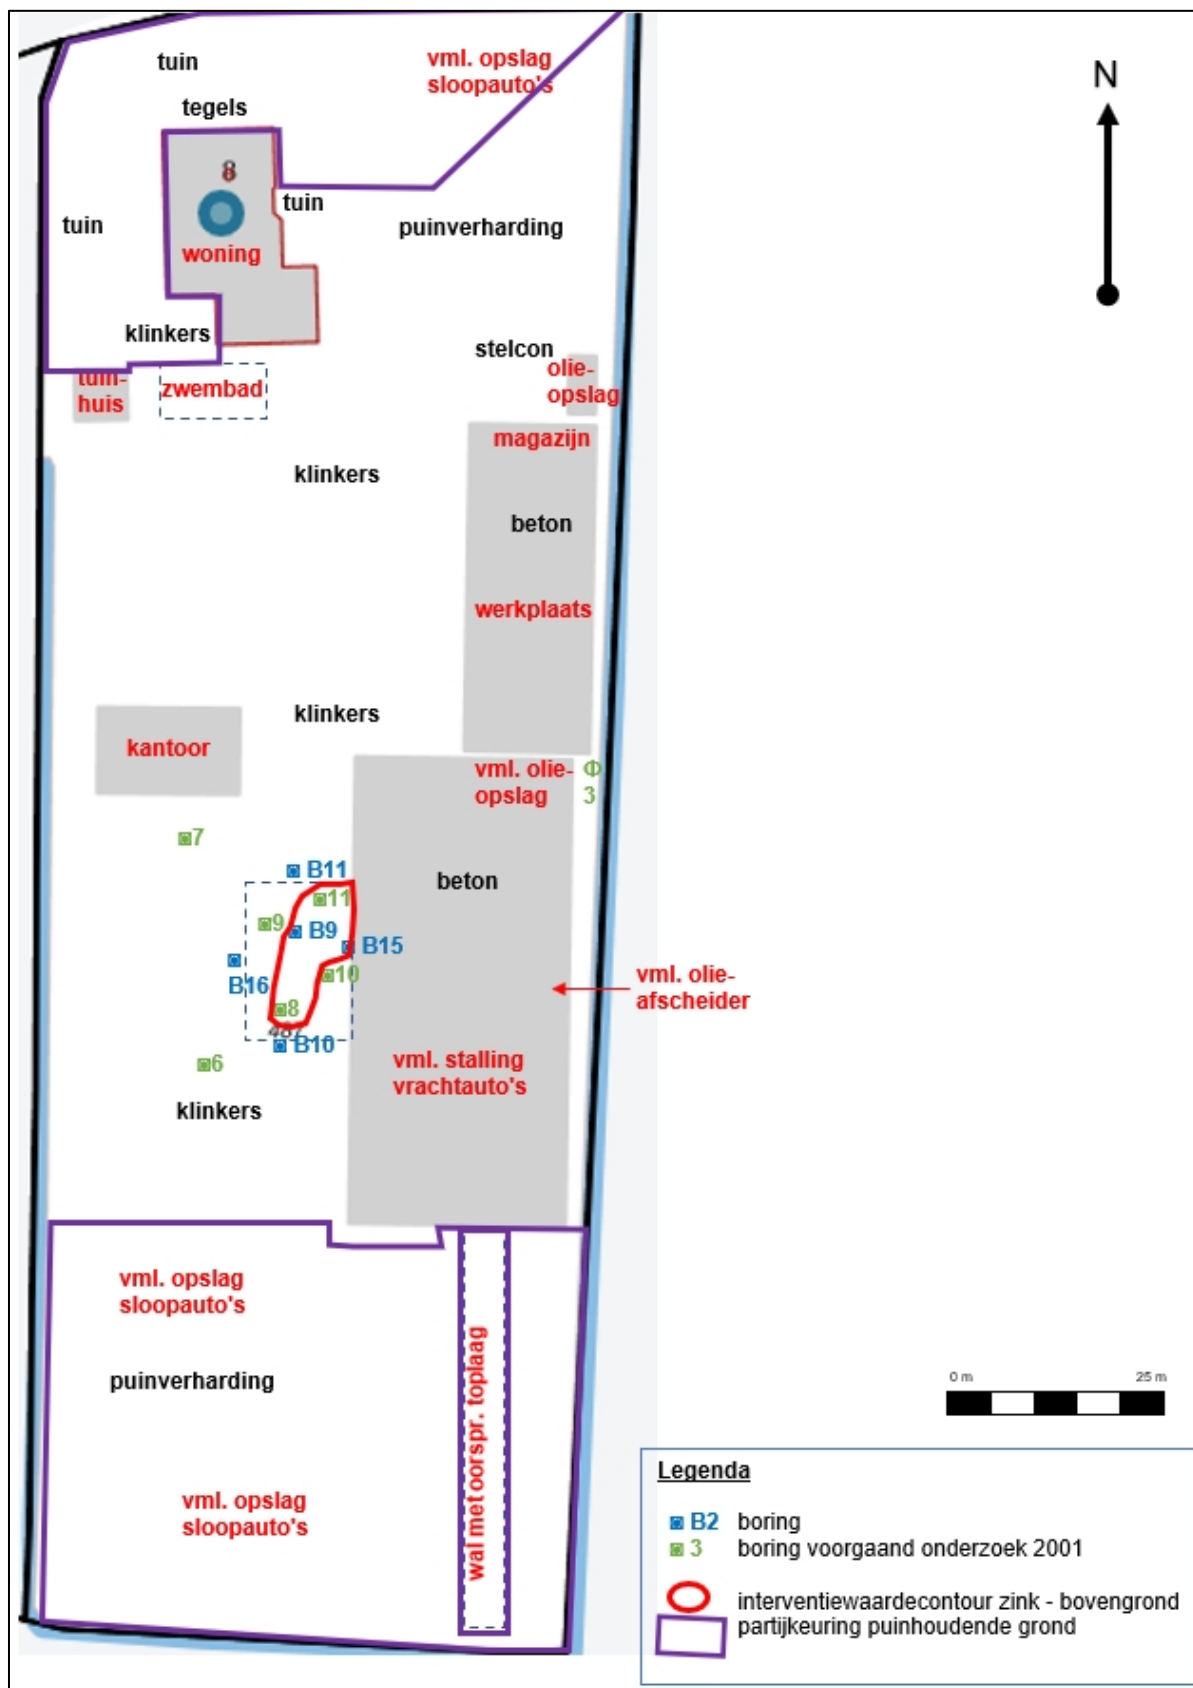 tuin
vml. opslag
sloopauto's
N
tegels
8
tuin
tuin
puinverharding
woning
klinkers
stelcon
olie-
opslag
tuin-
huis
zwembad
magazijn
klinkers
beton
werkplaats
klinkers
kantoor
vml. olie-
opslag
Φ
3
7
B11
beton
11
9
B9
B15
B16
10
vml. olie-
afscheider
8
487
B10
6
vml. stalling
vrachtauto's
klinkers
vml. opslag
sloopauto's
wal met oorspr. toplaag
puinverharding
0 m
25 m
vml. opslag
sloopauto's
Legenda
B2 boring
3 boring voorgaand onderzoek 2001
interventiewaardecontour zink - bovengrond
partijkeuring puinhoudende grond